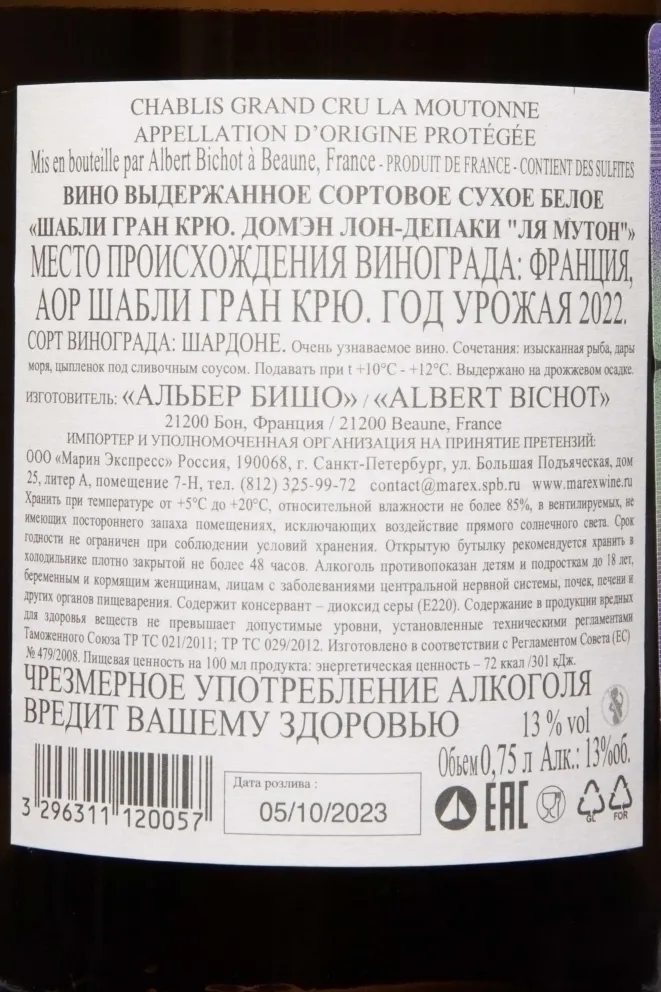 CHABLIS GRAND CRU LA MOUTONNE
APPELLATION D'ORIGINE PROTÉGÉE
Mis en bouteille par Albert Bichot à Beaune, France - PRODUIT DE FRANCE - CONTIENT DES SULFITES
ВИНО ВЫДЕРЖАННОЕ СОРТОВОЕ СУХОЕ БЕЛОЕ
«ШАБЛИ ГРАН КРЮ. ДОМЭН ЛОН-ДЕПАКИ "ЛЯ МУТОН"»
МЕСТО ПРОИСХОЖДЕНИЯ ВИНОГРАДА: ФРАНЦИЯ,
АОР ШАБЛИ ГРАН КРЮ. ГОД УРОЖАЯ 2022.
СОРТ ВИНОГРАДА: ШАРДОНЕ. Очень узнаваемое вино. Сочетания: изысканная рыба, дары
моря, цыпленок под сливочным соусом. Подавать при t +10°C - +12°C. Выдержано на дрожжевом осадке.
ИЗГОТОВИТЕЛЬ: «АЛЬБЕР БИШО» / «ALBERT BICHOT»
21200 Бон, Франция / 21200 Beaune, France
ИМПОРТЕР И УПОЛНОМОЧЕННАЯ ОРГАНИЗАЦИЯ НА ПРИНЯТИЕ ПРЕТЕНЗИЙ:
ООО «Марин Экспресс» Россия, 190068, г. Санкт-Петербург, ул. Большая Подъяческая, дом
25, литер А, помещение 7-Н, тел. (812) 325-99-72 contact@marex.spb.ru www.marexwine.ru
Хранить при температуре от +5°С до +20°С, относительной влажности не более 85%, в вентилируемых, не
имеющих постороннего запаха помещениях, исключающих воздействие прямого солнечного света. Срок
годности не ограничен при соблюдении условий хранения. Открытую бутылку рекомендуется хранить в
холодильнике плотно закрытой не более 48 часов. Алкоголь противопоказан детям и подросткам до 18 лет,
беременным и кормящим женщинам, лицам с заболеваниями центральной нервной системы, почек, печени и
других органов пищеварения. Содержит консервант – диоксид серы (Е220). Содержание в продукции вредных
для здоровья веществ не превышает допустимые уровни, установленные техническими регламентами
Таможенного Союза ТР ТС 021/2011; ТР ТС 029/2012. Изготовлено в соответствии с Регламентом Совета (ЕС)
№ 479/2008. Пищевая ценность на 100 мл продукта: энергетическая ценность – 72 ккал /301 кДж.
ЧРЕЗМЕРНОЕ УПОТРЕБЛЕНИЕ АЛКОГОЛЯ
ВРЕДИТ ВАШЕМУ ЗДОРОВЬЮ 13 % vol
Объем 0,75 л Алк.: 13%об.
3 296311 120057
Дата розлива :
05/10/2023
EAC
GL
FOR